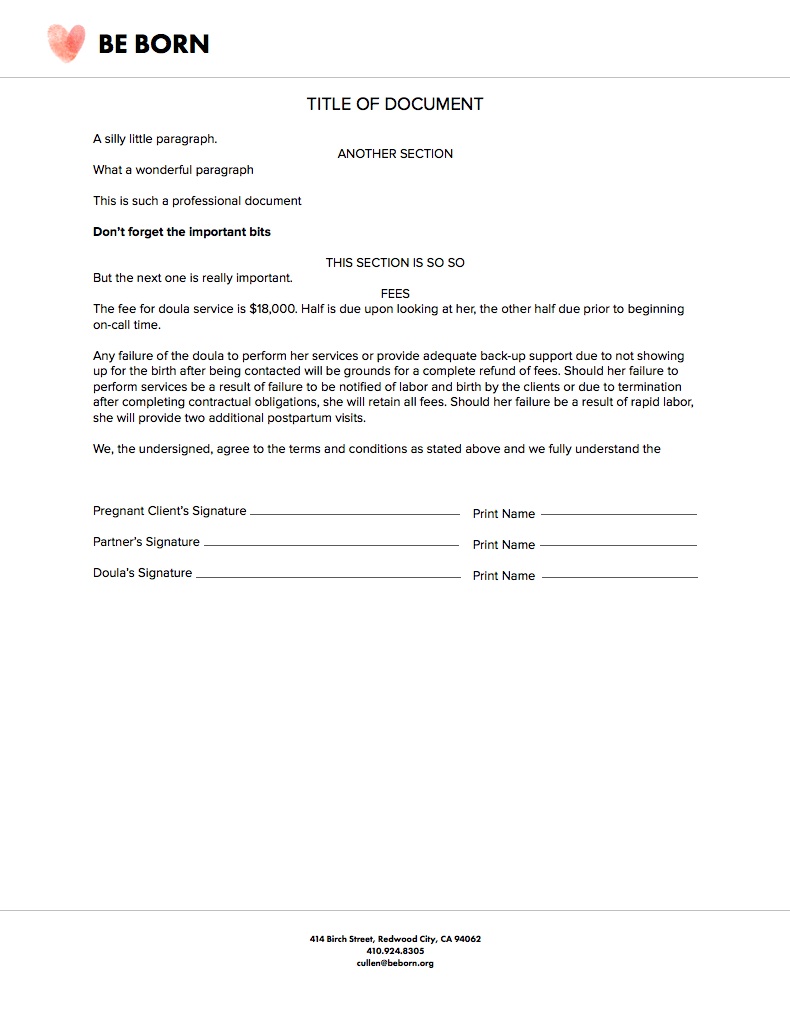 BE BORN
TITLE OF DOCUMENT
A silly little paragraph.
ANOTHER SECTION
What a wonderful paragraph
This is such a professional document
Don't forget the important bits
THIS SECTION IS SO SO
But the next one is really important.
FEES
The fee for doula service is $18,000. Half is due upon looking at her, the other half due prior to beginning
on-call time.
Any failure of the doula to perform her services or provide adequate back-up support due to not showing
up for the birth after being contacted will be grounds for a complete refund of fees. Should her failure to
perform services be a result of failure to be notified of labor and birth by the clients or due to termination
after completing contractual obligations, she will retain all fees. Should her failure be a result of rapid labor,
she will provide two additional postpartum visits.
We, the undersigned, agree to the terms and conditions as stated above and we fully understand the
Pregnant Client's Signature Print Name
Partner's Signature Print Name
Doula's Signature Print Name
414 Birch Street, Redwood City, CA 94062
410.924.8305
cullen@beborn.org